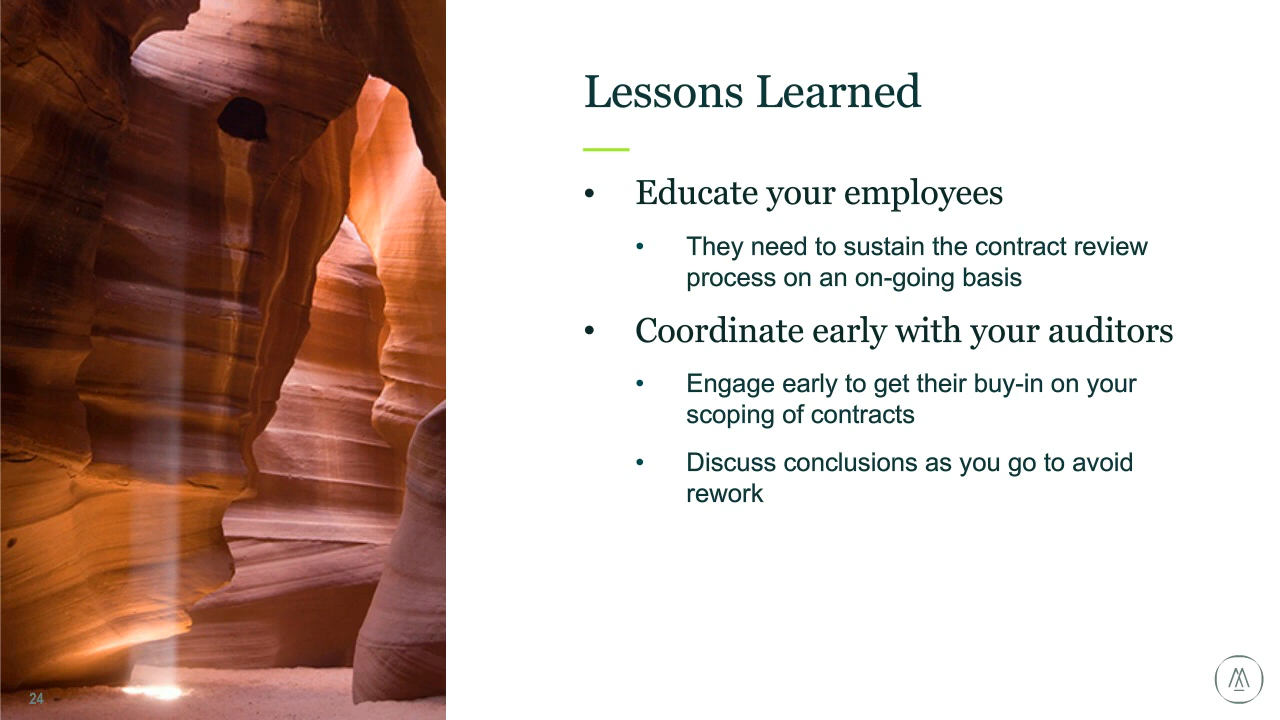 Lessons Learned
• Educate your employees
• They need to sustain the contract review
process on an on-going basis
• Coordinate early with your auditors
• Engage early to get their buy-in on your
scoping of contracts
• Discuss conclusions as you go to avoid
rework
24